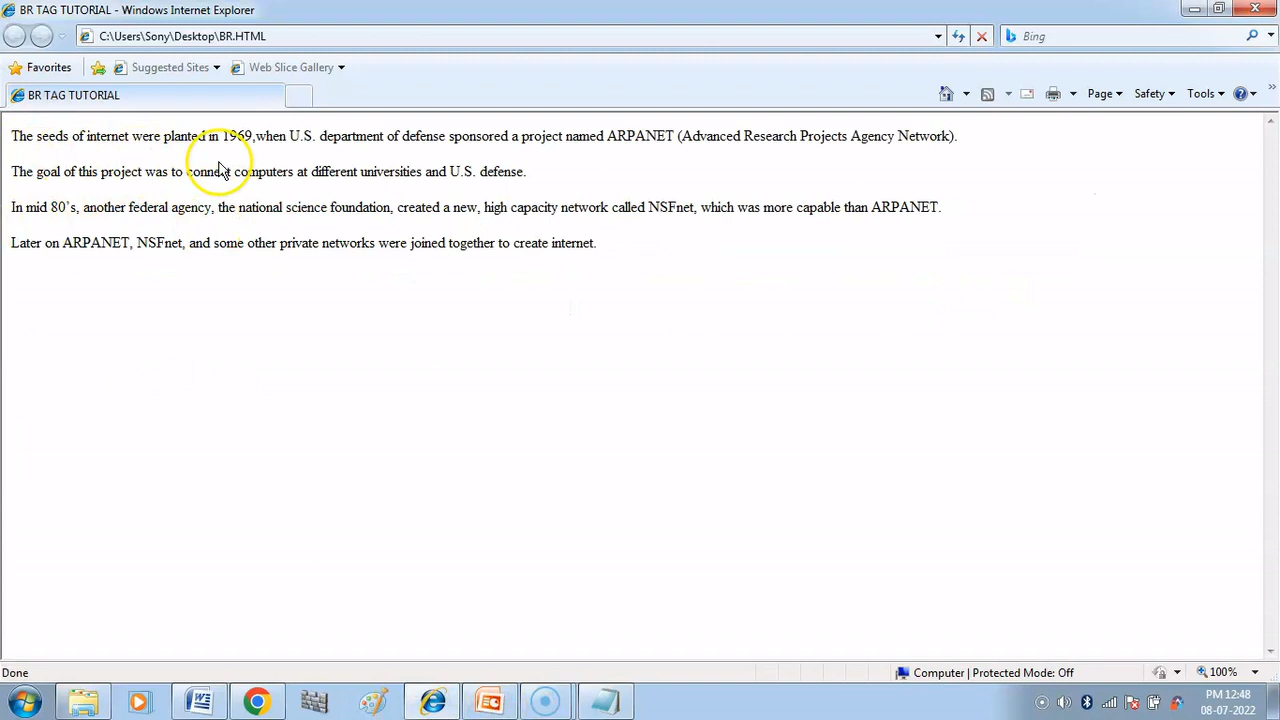 BR TAG TUTORIAL - Windows Internet Explorer
C:\Users\Sony\Desktop\BR.HTML
Bing
Favorites
Suggested Sites
Web Slice Gallery
BR TAG TUTORIAL
Page
Safety
Tools
The seeds of internet were planted in 1969,when U.S. department of defense sponsored a project named ARPANET (Advanced Research Projects Agency Network).
The goal of this project was to connect computers at different universities and U.S. defense.
In mid 80's, another federal agency, the national science foundation, created a new, high capacity network called NSFnet, which was more capable than ARPANET.
Later on ARPANET, NSFnet, and some other private networks were joined together to create internet.
Done
Computer | Protected Mode: Off
100%
PM 12:48
08-07-2022